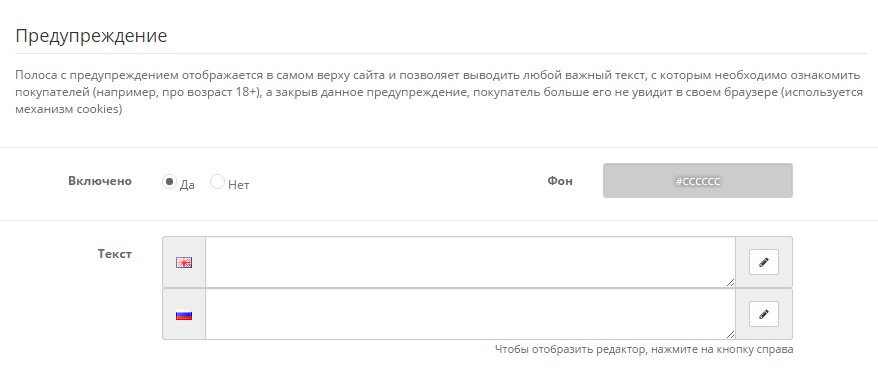 Предупреждение
Полоса с предупреждением отображается в самом верху сайта и позволяет выводить любой важный текст, с которым необходимо ознакомить
покупателей (например, про возраст 18+), а закрыв данное предупреждение, покупатель больше его не увидит в своем браузере (используется
механизм cookies)
Включено Да Нет Фон #CCCCCC
Текст
Чтобы отобразить редактор, нажмите на кнопку справа